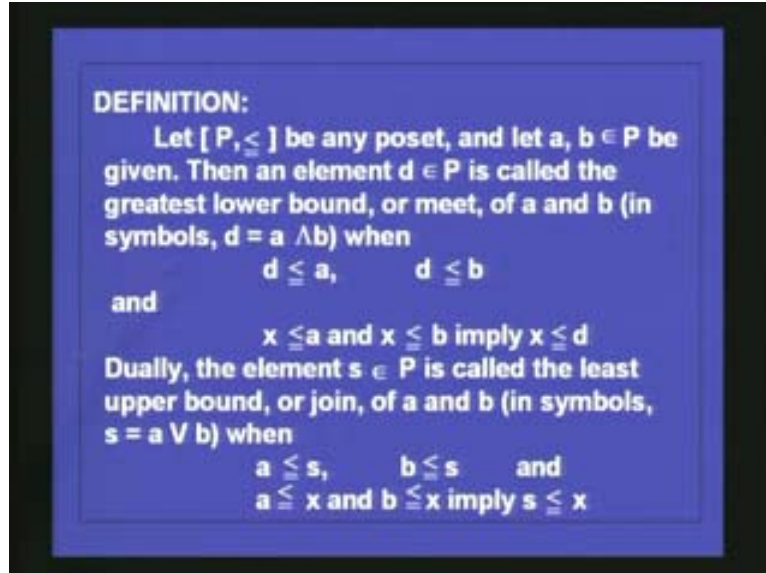 DEFINITION:
Let [ P,≦ ] be any poset, and let a, b ∈ P be
given. Then an element d ∈ P is called the
greatest lower bound, or meet, of a and b (in
symbols, d = a Λb) when
d ≦ a, d ≦ b
and
x ≦a and x ≦ b imply x ≦ d
Dually, the element s ∈ P is called the least
upper bound, or join, of a and b (in symbols,
s = a V b) when
a ≦ s, b ≦ s and
a ≦ x and b ≦ x imply s ≦ x